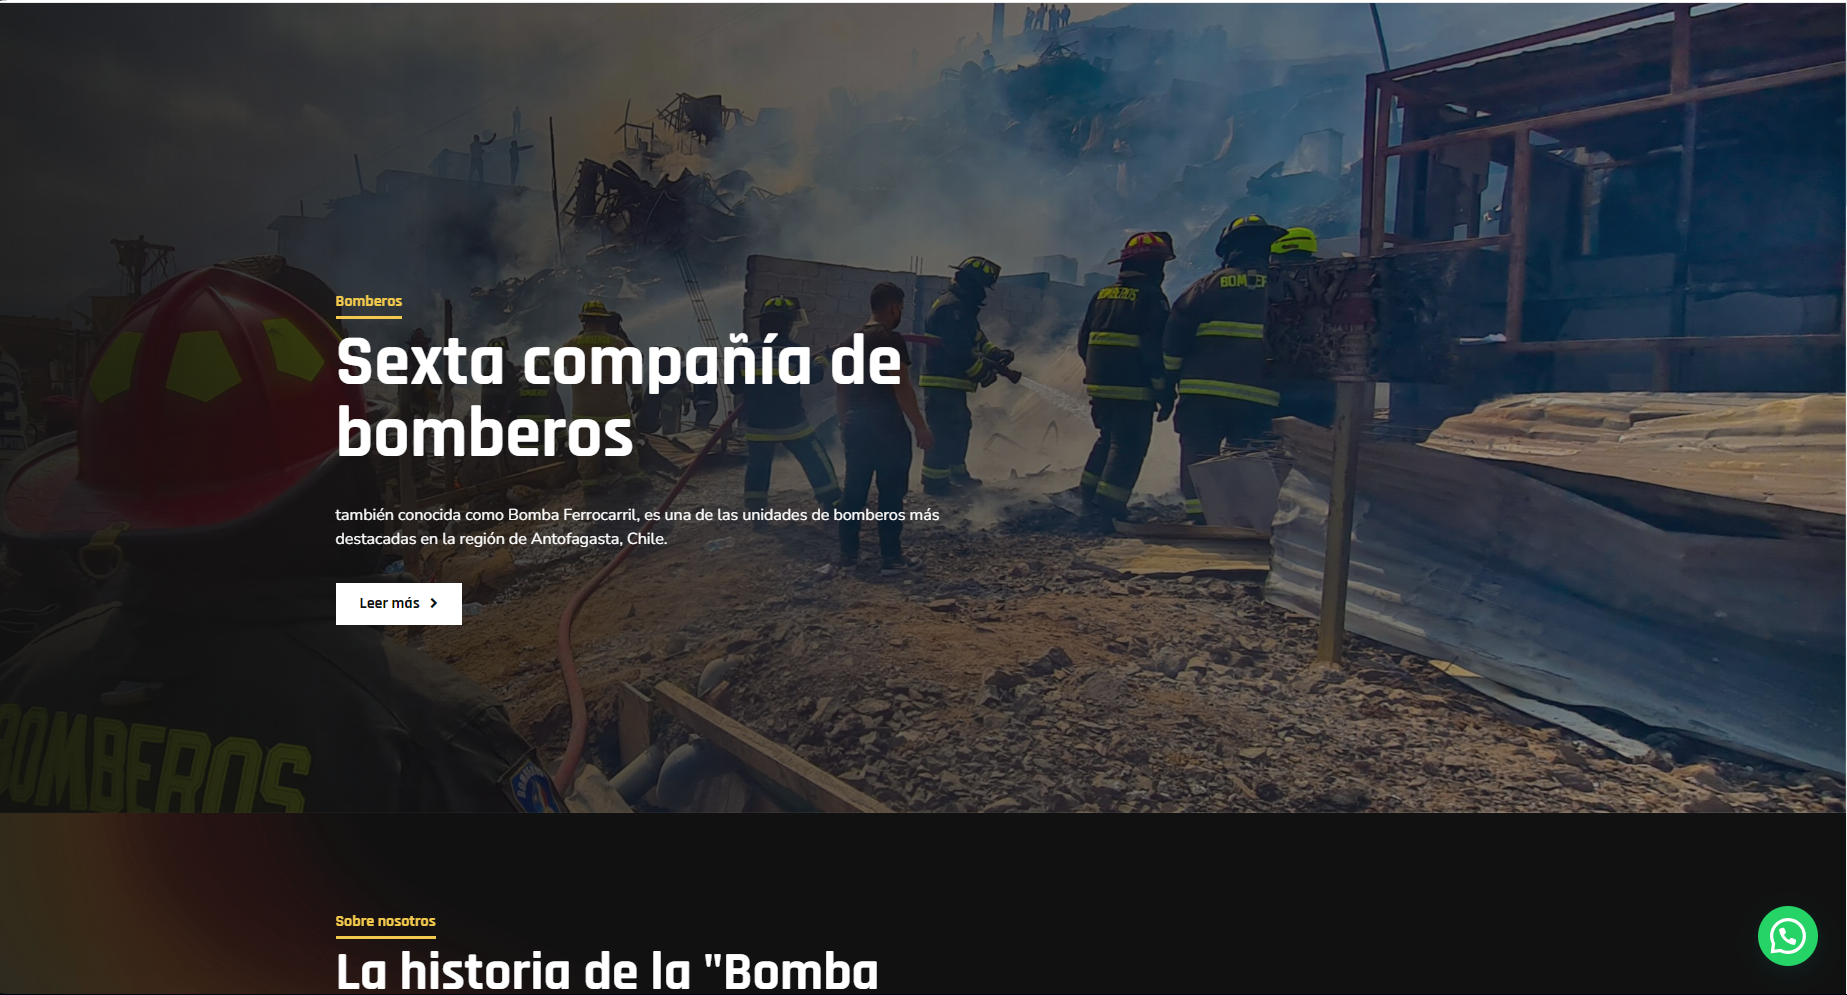 Bomberos
Sexta compañía de
bomberos
también conocida como Bomba Ferrocarril, es una de las unidades de bomberos más
destacadas en la región de Antofagasta, Chile.
Leer más
BOMBEROS
BOMBEROS
Sobre nosotros
La historia de la "Bomba